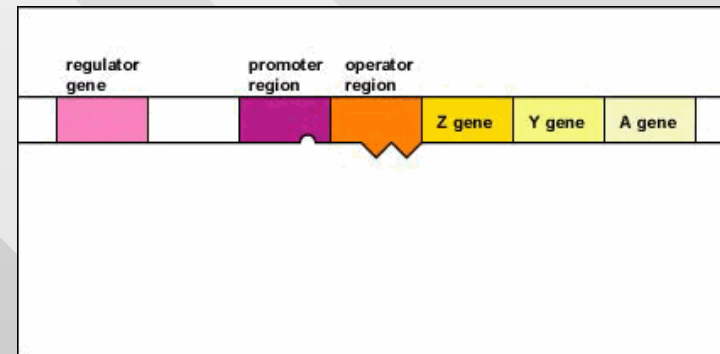 regulator
gene
promoter
region
operator
region
Z gene
Y gene
A gene